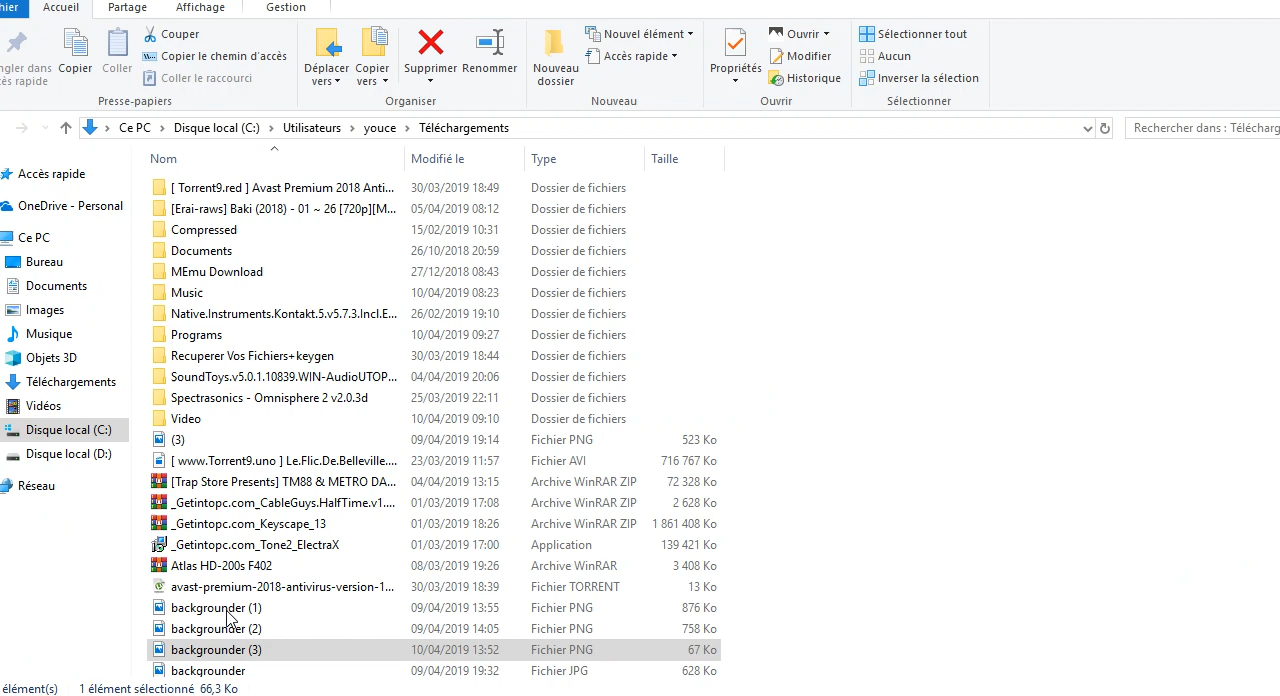 hier Accueil Partage Affichage Gestion
Couper
Copier le chemin d'accès
Coller le raccourci
ngler dans
ès rapide
Copier
Coller
Presse-papiers
Déplacer
vers
Copier
vers
Supprimer
Renommer
Organiser
Nouveau
dossier
Nouvel élément
Accès rapide
Nouveau
Propriétés
Ouvrir
Modifier
Historique
Ouvrir
Sélectionner tout
Aucun
Inverser la sélection
Sélectionner
Ce PC > Disque local (C:) > Utilisateurs > youce > Téléchargements
Rechercher dans : Télécharg
Accès rapide
OneDrive - Personal
Ce PC
Bureau
Documents
Images
Musique
Objets 3D
Téléchargements
Vidéos
Disque local (C:)
Disque local (D:)
Réseau
Nom Modifié le Type Taille
[ Torrent9.red ] Avast Premium 2018 Anti... 30/03/2019 18:49 Dossier de fichiers
[Erai-raws] Baki (2018) - 01 ~ 26 [720p][M... 05/04/2019 08:12 Dossier de fichiers
Compressed 15/02/2019 10:31 Dossier de fichiers
Documents 26/10/2018 20:59 Dossier de fichiers
MEmu Download 27/12/2018 08:43 Dossier de fichiers
Music 10/04/2019 08:23 Dossier de fichiers
Native.Instruments.Kontakt.5.v5.7.3.Incl.E... 26/02/2019 19:10 Dossier de fichiers
Programs 10/04/2019 09:27 Dossier de fichiers
Recuperer Vos Fichiers+keygen 30/03/2019 18:44 Dossier de fichiers
SoundToys.v5.0.1.10839.WIN-AudioUTOP... 04/04/2019 20:06 Dossier de fichiers
Spectrasonics - Omnisphere 2 v2.0.3d 25/03/2019 22:11 Dossier de fichiers
Video 10/04/2019 09:10 Dossier de fichiers
(3) 09/04/2019 19:14 Fichier PNG 523 Ko
[ www.Torrent9.uno ] Le.Flic.De.Belleville.... 23/03/2019 11:57 Fichier AVI 716 767 Ko
[Trap Store Presents] TM88 & METRO DA... 04/04/2019 13:15 Archive WinRAR ZIP 72 328 Ko
_Getintopc.com_CableGuys.HalfTime.v1.... 01/03/2019 17:08 Archive WinRAR ZIP 2 628 Ko
_Getintopc.com_Keyscape_13 01/03/2019 18:26 Archive WinRAR ZIP 1 861 408 Ko
_Getintopc.com_Tone2_ElectraX 01/03/2019 17:00 Application 139 421 Ko
Atlas HD-200s F402 08/03/2019 19:26 Archive WinRAR 3 408 Ko
avast-premium-2018-antivirus-version-1... 30/03/2019 18:39 Fichier TORRENT 13 Ko
backgrounder (1) 09/04/2019 13:55 Fichier PNG 876 Ko
backgrounder (2) 09/04/2019 14:05 Fichier PNG 758 Ko
backgrounder (3) 10/04/2019 13:52 Fichier PNG 67 Ko
backgrounder 09/04/2019 19:32 Fichier JPG 628 Ko
élément(s) 1 élément sélectionné 66,3 Ko